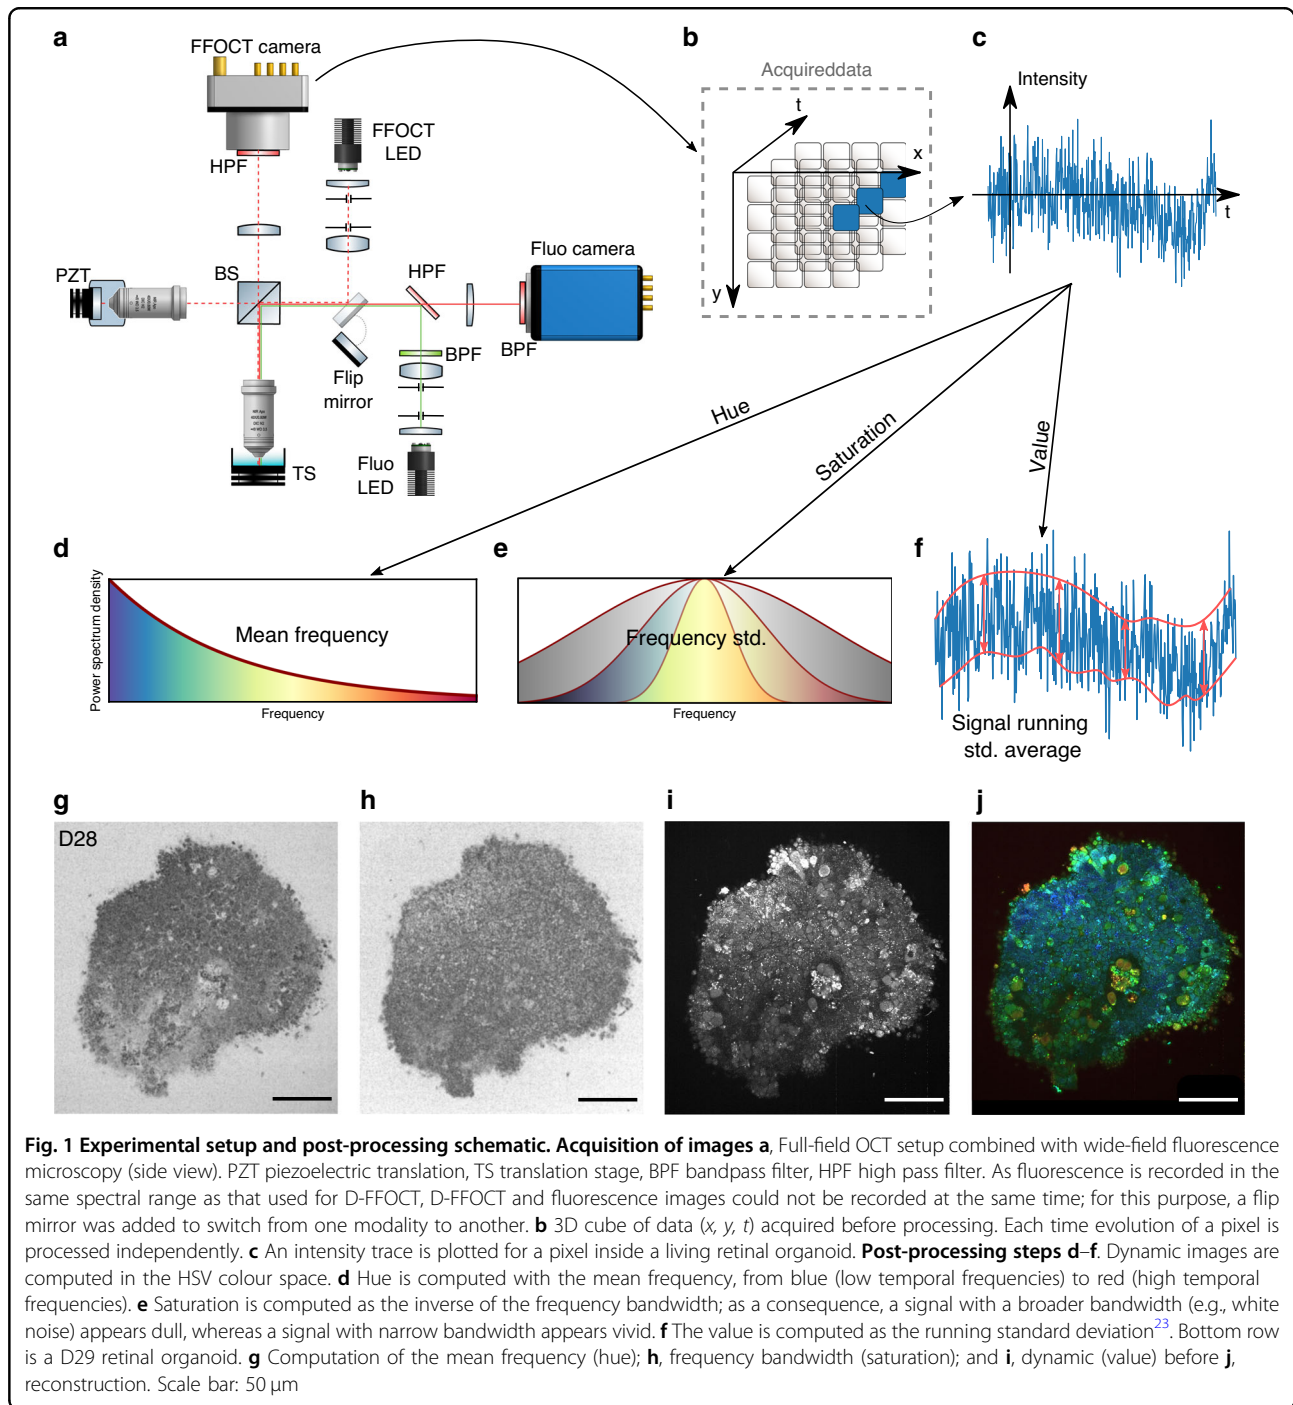 a
FFOCT camera
HPF
FFOCT
LED
PZT
BS
HPF
Fluo camera
BPF
BPF
Flip
mirror
Fluo
LED
TS
b
Acquireddata
t
x
y
c
Intensity
t
Hue
Saturation
Value
d
Power spectrum density
Mean frequency
Frequency
e
Frequency std.
Frequency
f
Signal running
std. average
g
D28
h
i
j
Fig. 1 Experimental setup and post-processing schematic. Acquisition of images a, Full-field OCT setup combined with wide-field fluorescence
microscopy (side view). PZT piezoelectric translation, TS translation stage, BPF bandpass filter, HPF high pass filter. As fluorescence is recorded in the
same spectral range as that used for D-FFOCT, D-FFOCT and fluorescence images could not be recorded at the same time; for this purpose, a flip
mirror was added to switch from one modality to another. b 3D cube of data (x, y, t) acquired before processing. Each time evolution of a pixel is
processed independently. c An intensity trace is plotted for a pixel inside a living retinal organoid. Post-processing steps d–f. Dynamic images are
computed in the HSV colour space. d Hue is computed with the mean frequency, from blue (low temporal frequencies) to red (high temporal
frequencies). e Saturation is computed as the inverse of the frequency bandwidth; as a consequence, a signal with a broader bandwidth (e.g., white
noise) appears dull, whereas a signal with narrow bandwidth appears vivid. f The value is computed as the running standard deviation23. Bottom row
is a D29 retinal organoid. g Computation of the mean frequency (hue); h, frequency bandwidth (saturation); and i, dynamic (value) before j,
reconstruction. Scale bar: 50 μm